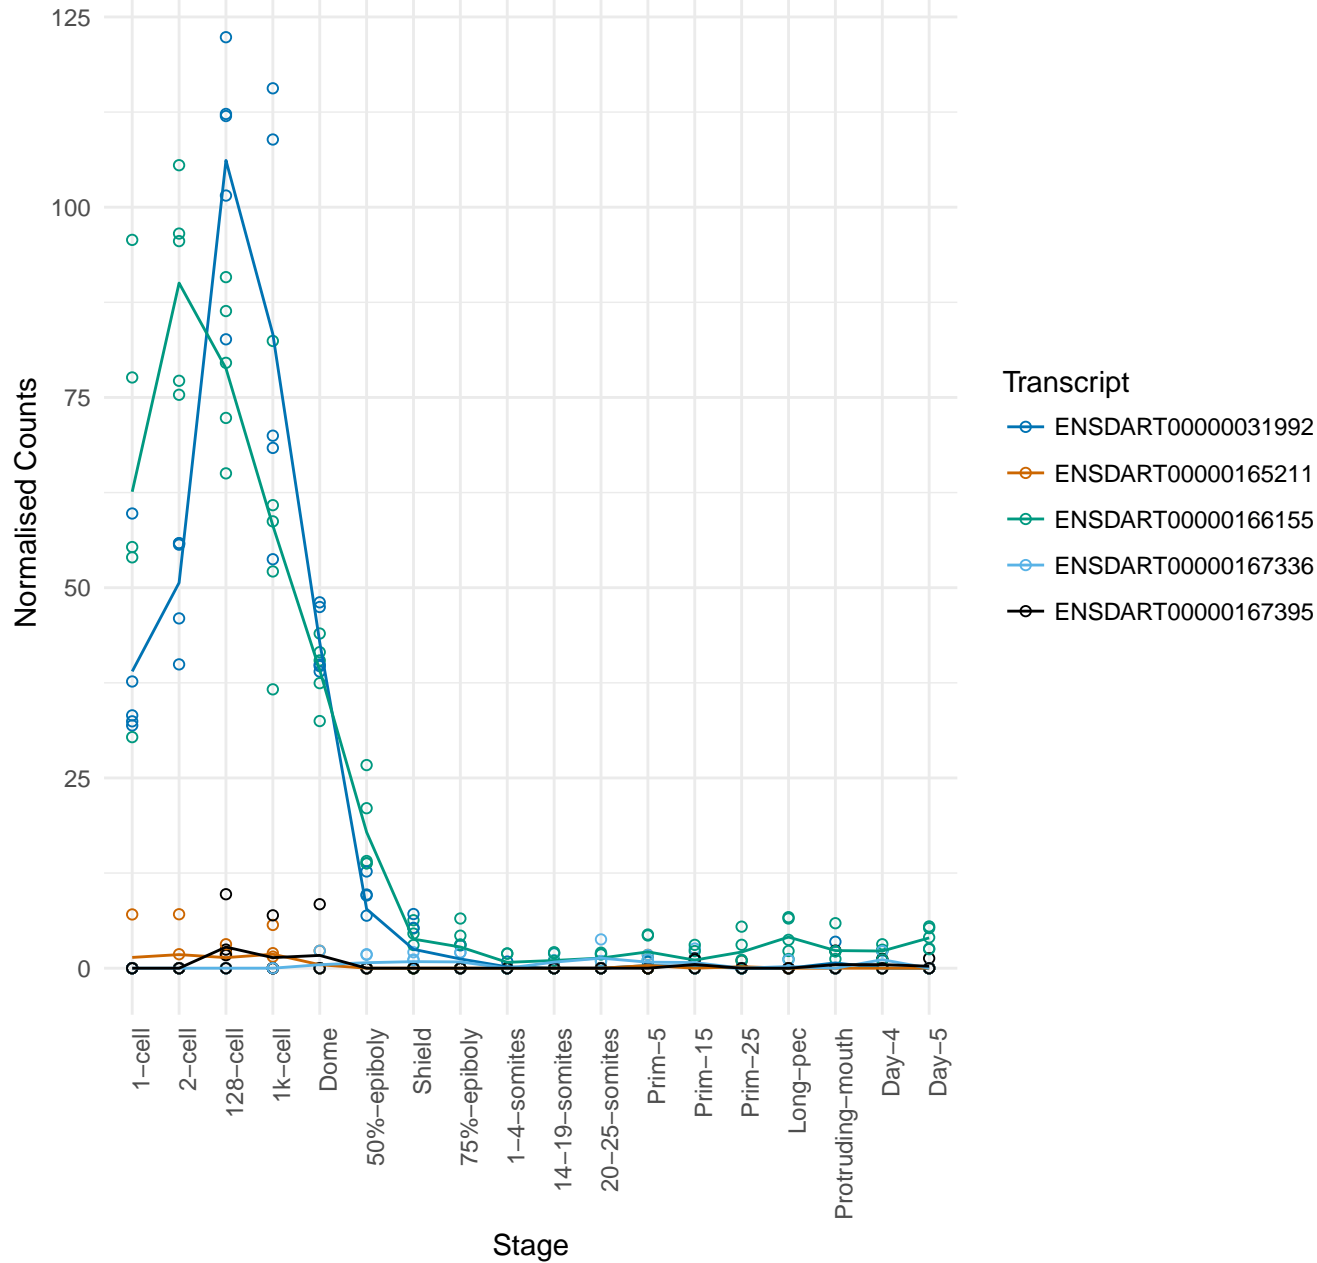 125
100
75
50
25
0
Normalised Counts
1−cell
2−cell
128−cell
1k−cell
Dome
50%−epiboly
Shield
75%−epiboly
1−4−somites
14−19−somites
20−25−somites
Prim−5
Prim−15
Prim−25
Long−pec
Protruding−mouth
Day−4
Day−5
Stage
Transcript
ENSDART00000031992
ENSDART00000165211
ENSDART00000166155
ENSDART00000167336
ENSDART00000167395